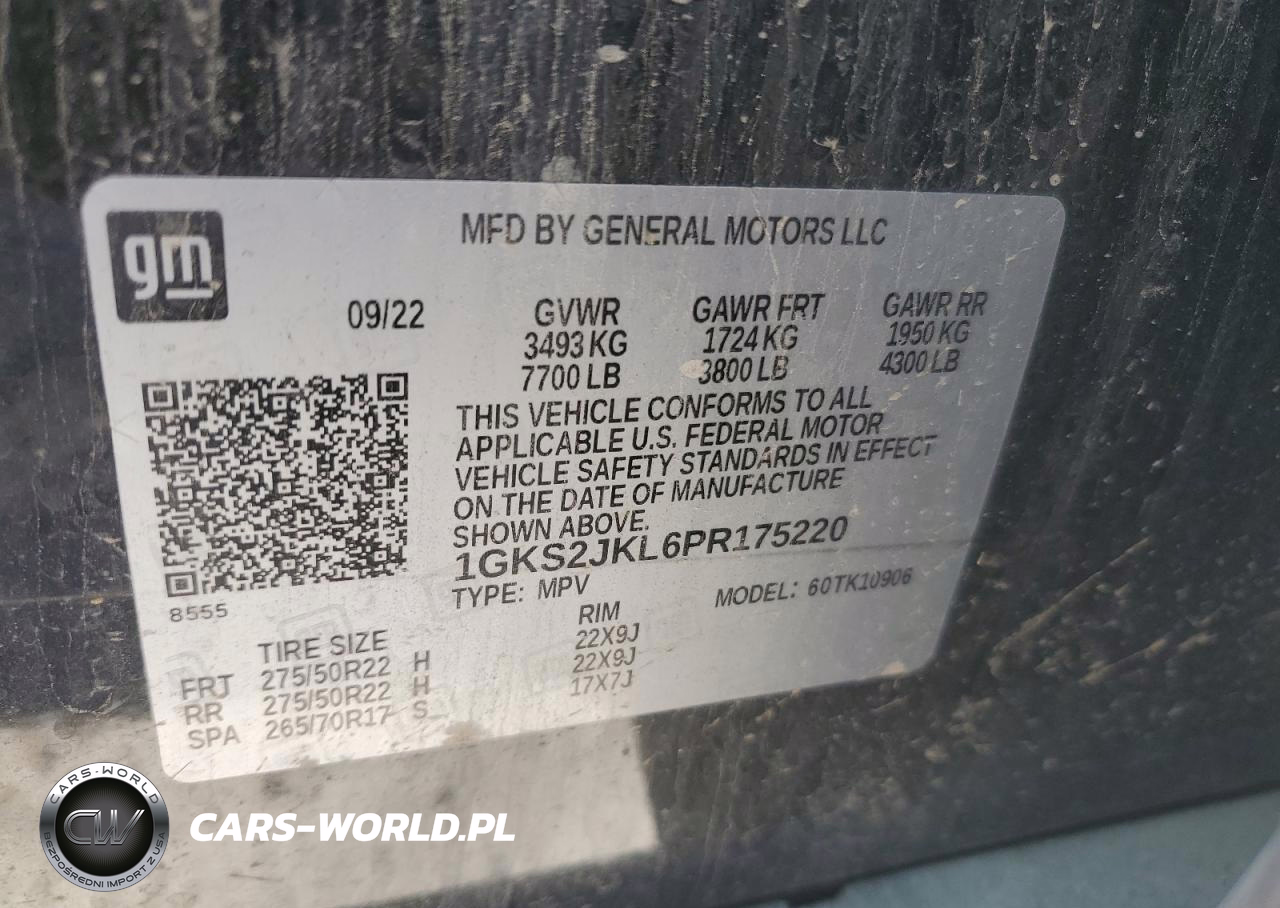 gm
MFD BY GENERAL MOTORS LLC
09/22
GVWR GAWR FRT GAWR RR
3493 KG 1724 KG 1950 KG
7700 LB 3800 LB 4300 LB
THIS VEHICLE CONFORMS TO ALL
APPLICABLE U.S. FEDERAL MOTOR
VEHICLE SAFETY STANDARDS IN EFFECT
ON THE DATE OF MANUFACTURE
SHOWN ABOVE.
1GKS2JKL6PR175220
TYPE: MPV MODEL: 60TK10906
8555
TIRE SIZE RIM
FRT 275/50R22 H 22X9J
RR 275/50R22 H 22X9J
SPA 265/70R17 S 17X7J
CARS-WORLD
CW
BEZPOŚREDNI IMPORT Z USA
CARS-WORLD.PL